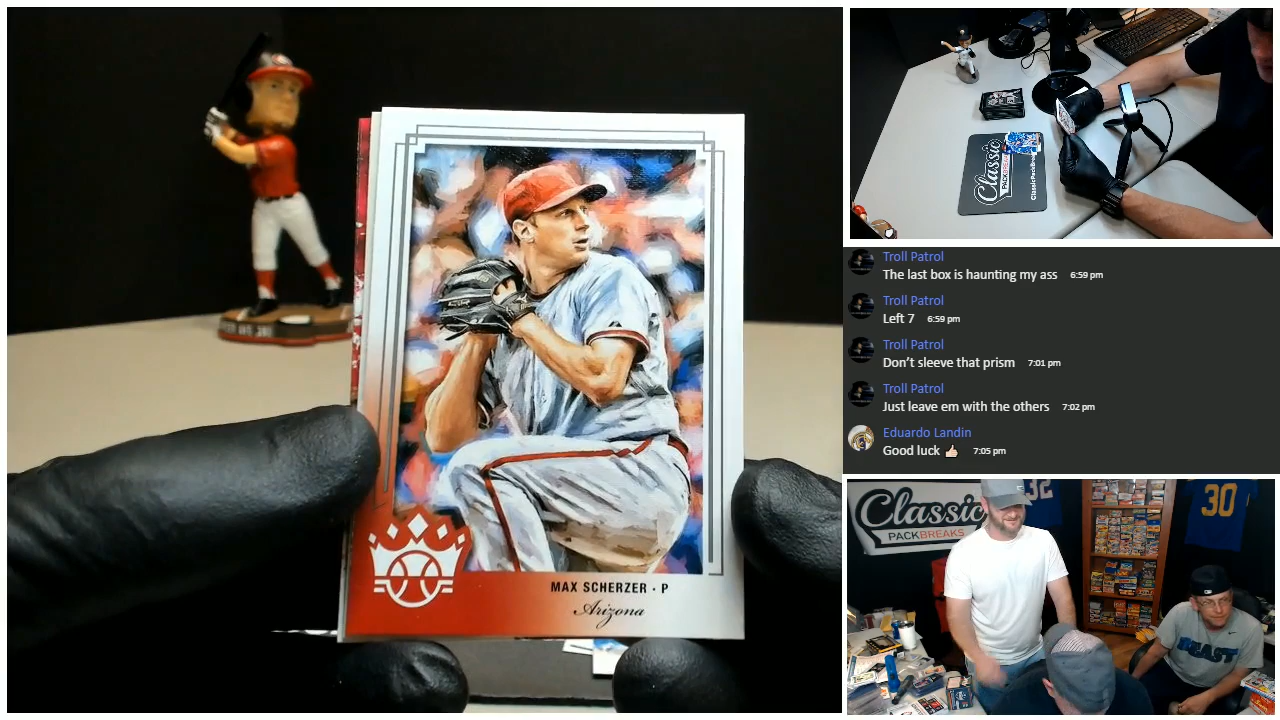 MAX SCHERZER · P
Arizona
Classic
PACKBREAKS
Troll Patrol
The last box is haunting my ass 6:59 pm
Troll Patrol
Left 7 6:59 pm
Troll Patrol
Don't sleeve that prism 7:01 pm
Troll Patrol
Just leave em with the others 7:02 pm
Eduardo Landin
Good luck 👍🏻 7:05 pm
Classic
PACKBREAKS
32
30
BEAST